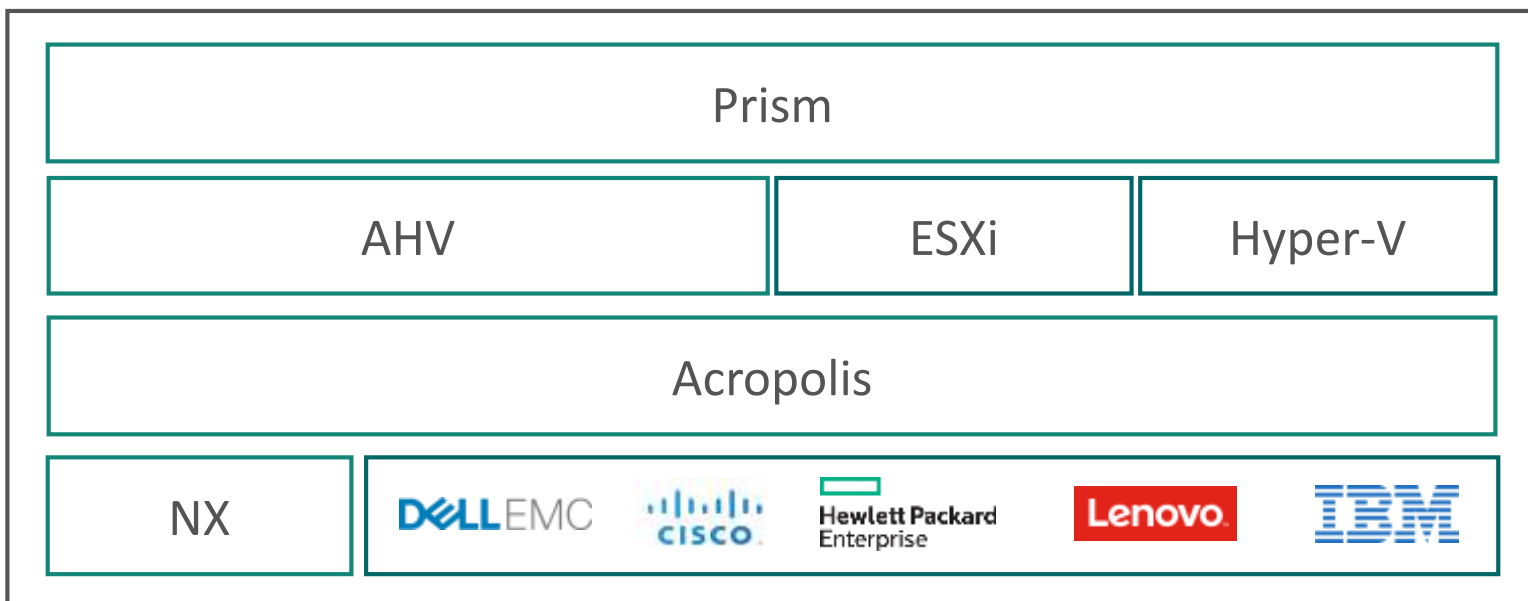 Prism
AHV
ESXi
Hyper-V
Acropolis
NX
DELLEMC
CISCO
Hewlett Packard
Enterprise
Lenovo
IBM